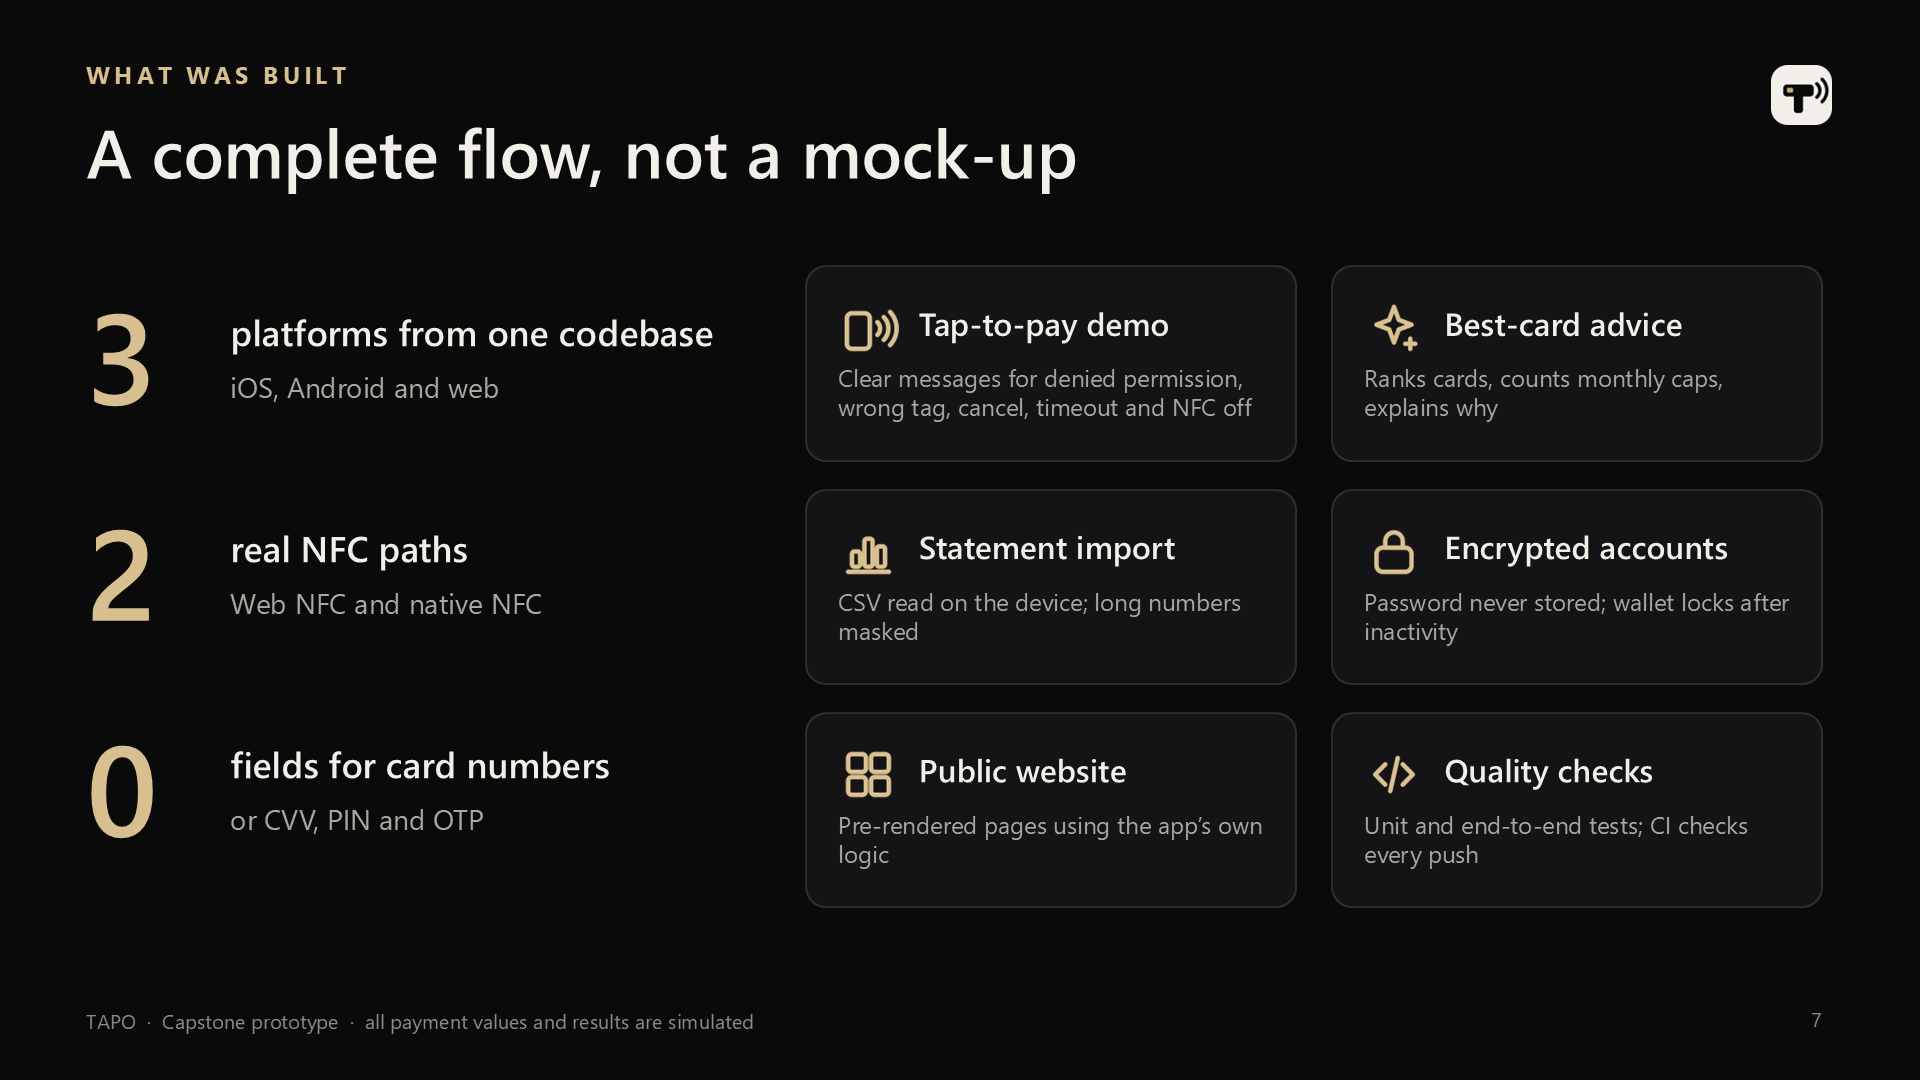 WHAT WAS BUILT
A complete flow, not a mock-up
3
platforms from one codebase
iOS, Android and web
2
real NFC paths
Web NFC and native NFC
0
fields for card numbers
or CVV, PIN and OTP
Tap-to-pay demo
Clear messages for denied permission,
wrong tag, cancel, timeout and NFC off
Best-card advice
Ranks cards, counts monthly caps,
explains why
Statement import
CSV read on the device; long numbers
masked
Encrypted accounts
Password never stored; wallet locks after
inactivity
Public website
Pre-rendered pages using the app’s own
logic
Quality checks
Unit and end-to-end tests; CI checks
every push
TAPO · Capstone prototype · all payment values and results are simulated
7